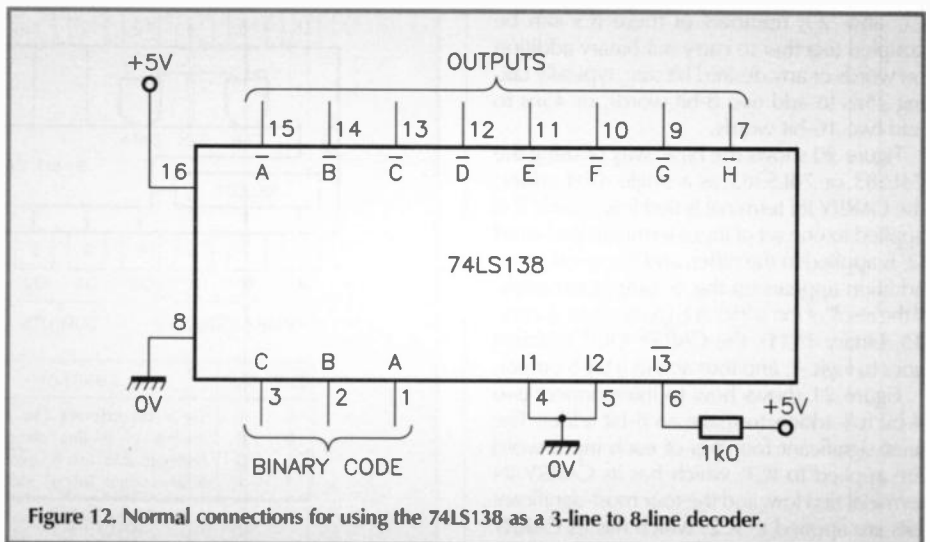 +5V
OUTPUTS
15 14 13 12 11 10 9 7
16
A̅ B̅ C̅ D̅ E̅ F̅ G̅ H̅
74LS138
8
C B A I1 I2 I3
0V
3 2 1 4 5 6
+5V
BINARY CODE
0V
1k0
Figure 12. Normal connections for using the 74LS138 as a 3-line to 8-line decoder.